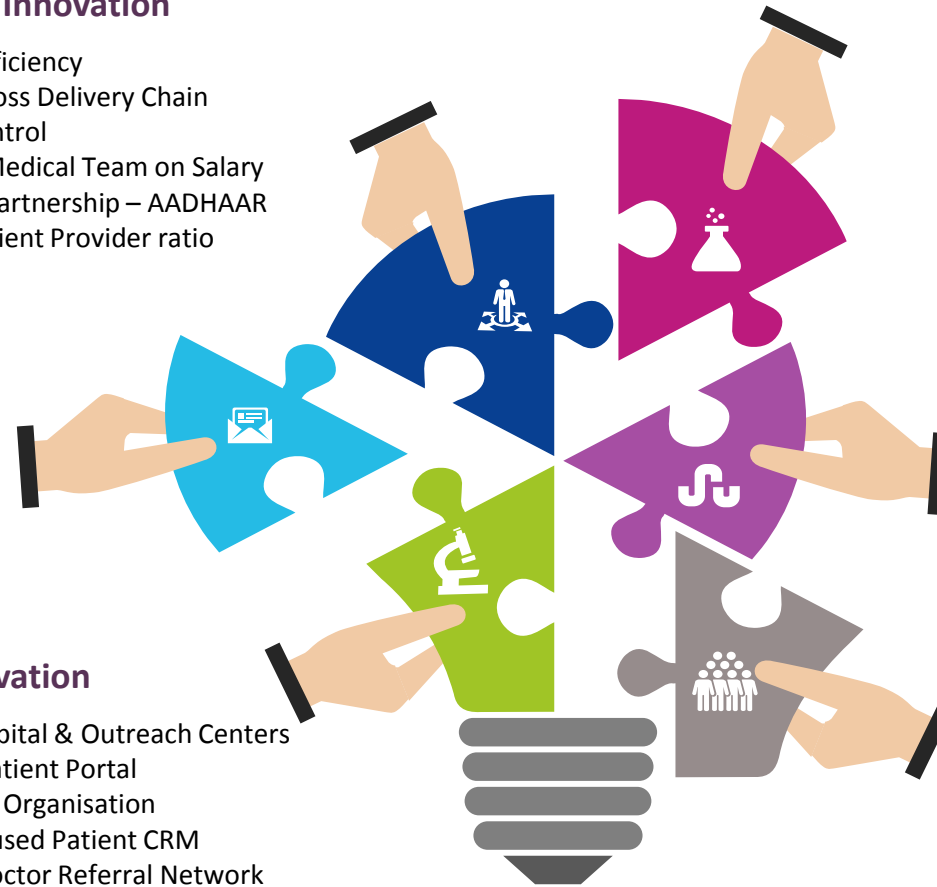 Innovation
ficiency
oss Delivery Chain
ntrol
Medical Team on Salary
artnership – AADHAAR
ient Provider ratio
vation
pital & Outreach Centers
atient Portal
Organisation
used Patient CRM
octor Referral Network